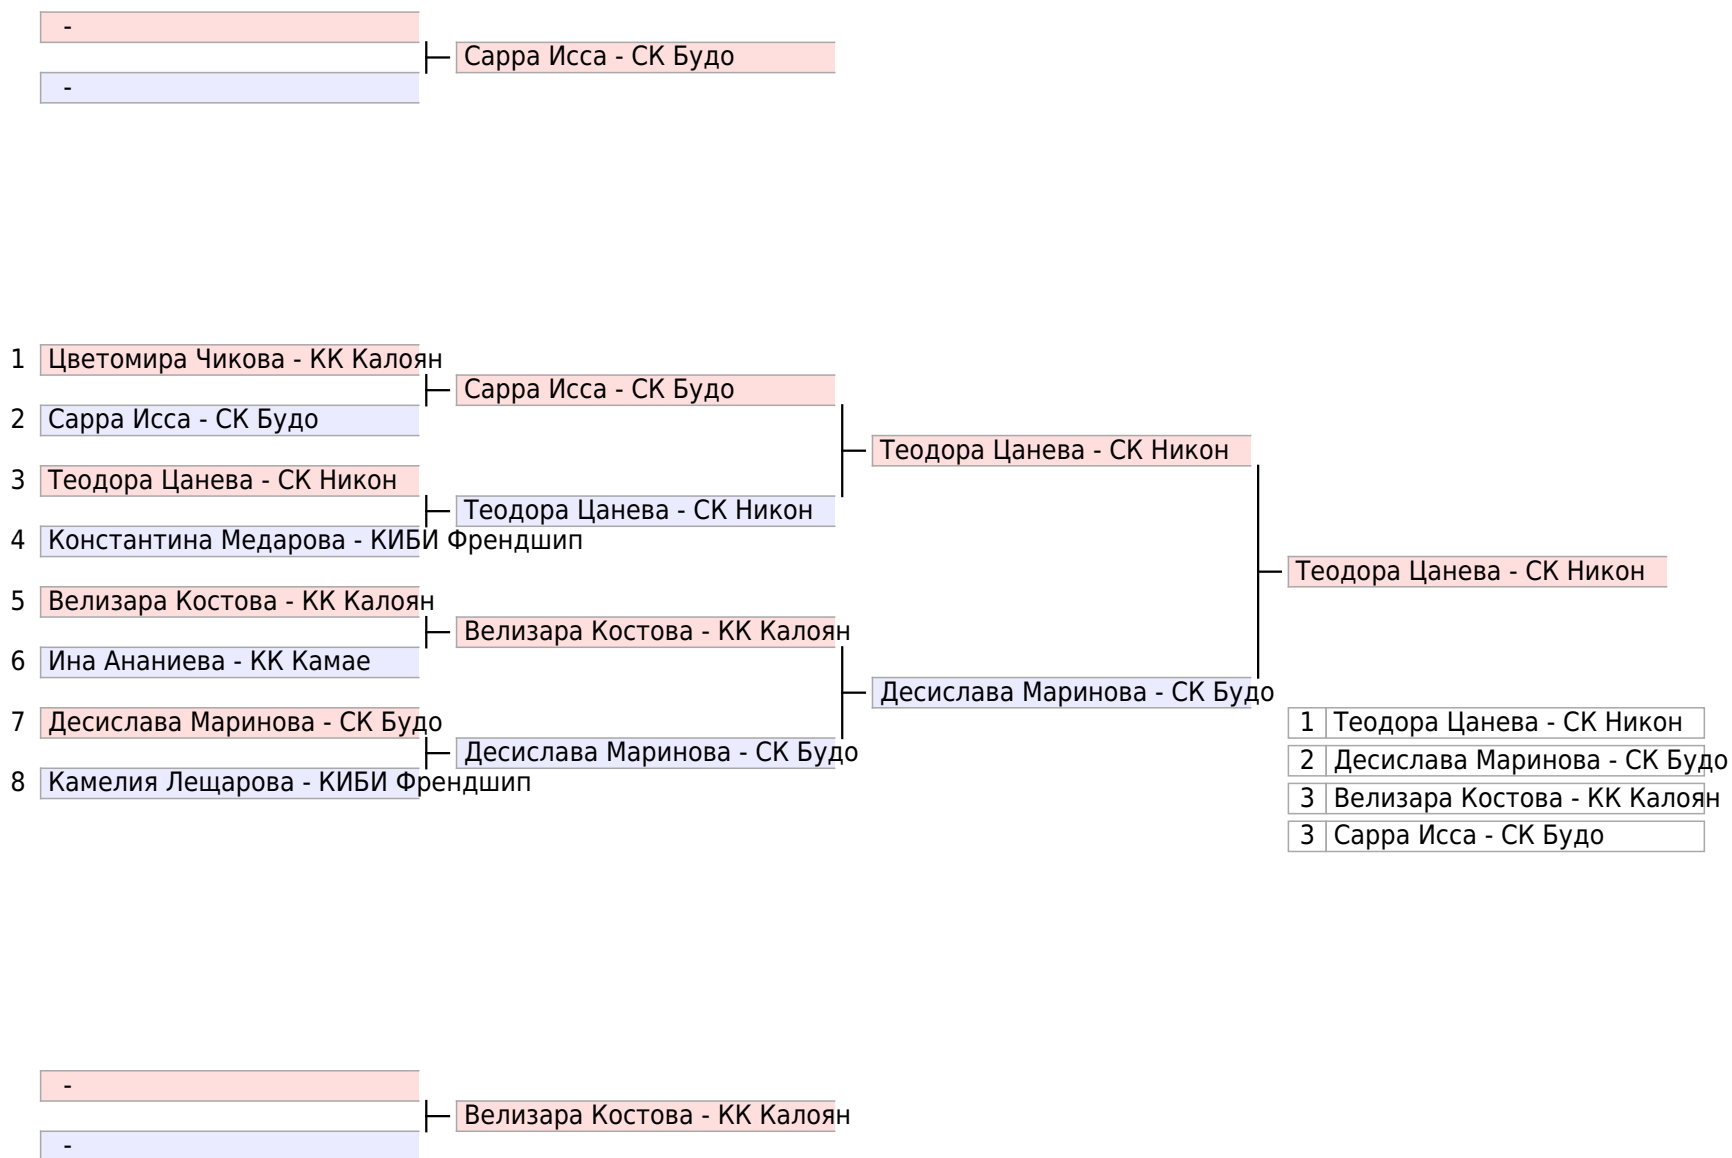 -
Сарра Исса - СК Будо
-
1 Цветомира Чикова - КК Калоян
Сарра Исса - СК Будо
2 Сарра Исса - СК Будо
Теодора Цанева - СК Никон
3 Теодора Цанева - СК Никон
Теодора Цанева - СК Никон
4 Константина Медарова - КИБИ Френдшип
Теодора Цанева - СК Никон
5 Велизара Костова - КК Калоян
Велизара Костова - КК Калоян
6 Ина Ананиева - КК Камае
Десислава Маринова - СК Будо
7 Десислава Маринова - СК Будо
Десислава Маринова - СК Будо
8 Камелия Лещарова - КИБИ Френдшип
1 Теодора Цанева - СК Никон
2 Десислава Маринова - СК Будо
3 Велизара Костова - КК Калоян
3 Сарра Исса - СК Будо
-
Велизара Костова - КК Калоян
-